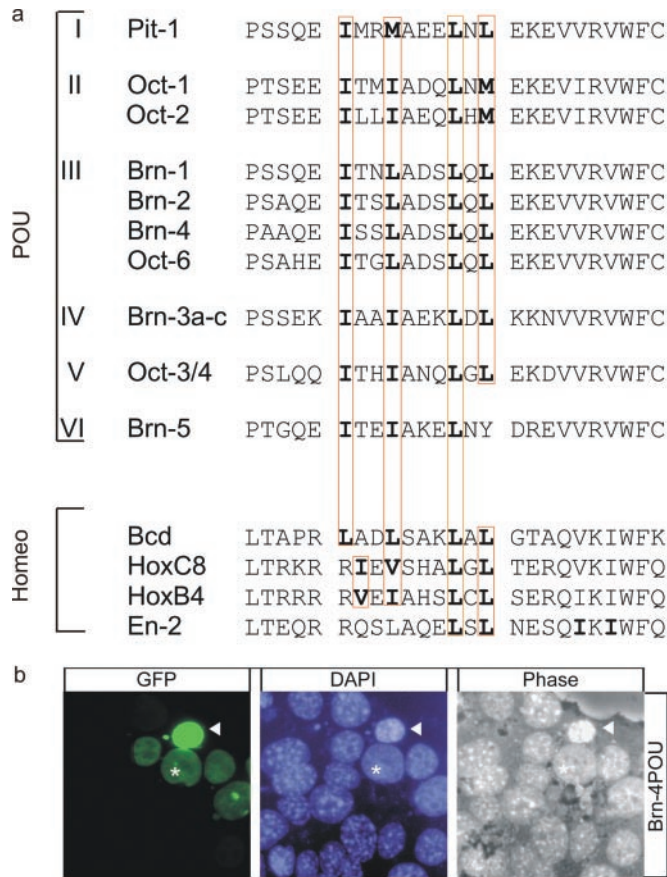 a
I Pit-1 PSSQE IMRMAEELNL EKEVVRVWFC
II Oct-1 PTSEE ITMIADQLNM EKEVIRVWFC
Oct-2 PTSEE ILLIAEQLHM EKEVIRVWFC
III Brn-1 PSSQE ITNLADSLQL EKEVVRVWFC
Brn-2 PSAQE ITSLADSLQL EKEVVRVWFC
Brn-4 PAAQE ISSLADSLQL EKEVVRVWFC
Oct-6 PSAHE ITGLADSLQL EKEVVRVWFC
POU
IV Brn-3a-c PSSEK IAAIAEKLDL KKNVVRVWFC
V Oct-3/4 PSLQQ ITHIANQLGL EKDVVRVWFC
VI Brn-5 PTGQE ITEIAKELNY DREVVRVWFC
Homeo
Bcd LTAPR LADLSAKLAL GTAQVKIWFK
HoxC8 LTRKR RIEVSHALGL TERQVKIWFQ
HoxB4 LTRRR RVEIAHSLCL SERQIKIWFQ
En-2 LTEQR RQSLAQELSL NESQIKIWFQ
b
GFP DAPI Phase
* *
Brn-4POU